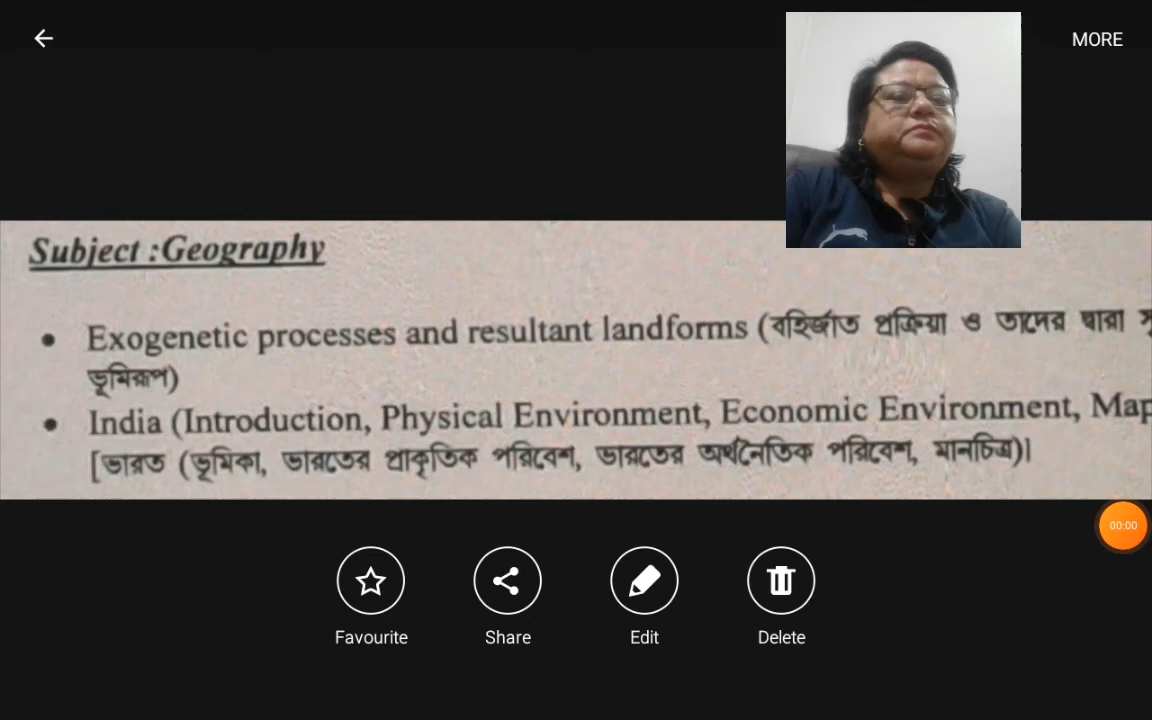 MORE
Subject :Geography
Exogenetic processes and resultant landforms (বহির্জাত প্রক্রিয়া ও তাদের দ্বারা
ভূমিরূপ)
India (Introduction, Physical Environment, Economic Environment, Map
[ভারত (ভূমিকা, ভারতের প্রাকৃতিক পরিবেশ, ভারতের অর্থনৈতিক পরিবেশ, মানচিত্র)।
00:00
Favourite Share Edit Delete